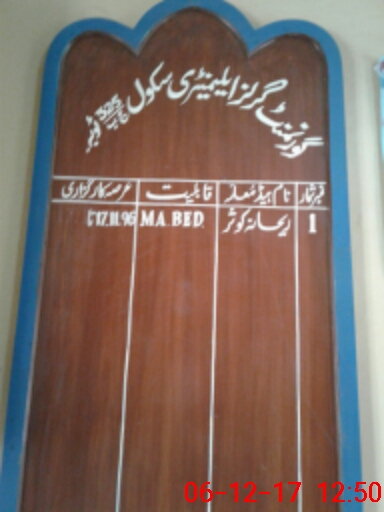 گورنمنٹ گرلز ایلیمنٹری سکول
نمبر شمار نام ہیڈ معلمہ قابلیت عرصہ کارگزاری
1 ریحانہ کوثر M.A. BED. 17.11.96
06-12-17 12:50